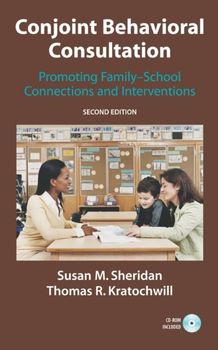 Conjoint Behavioral
Consultation
Promoting Family–School
Connections and Interventions
SECOND EDITION
Susan M. Sheridan
Thomas R. Kratochwill
CD-ROM
INCLUDED